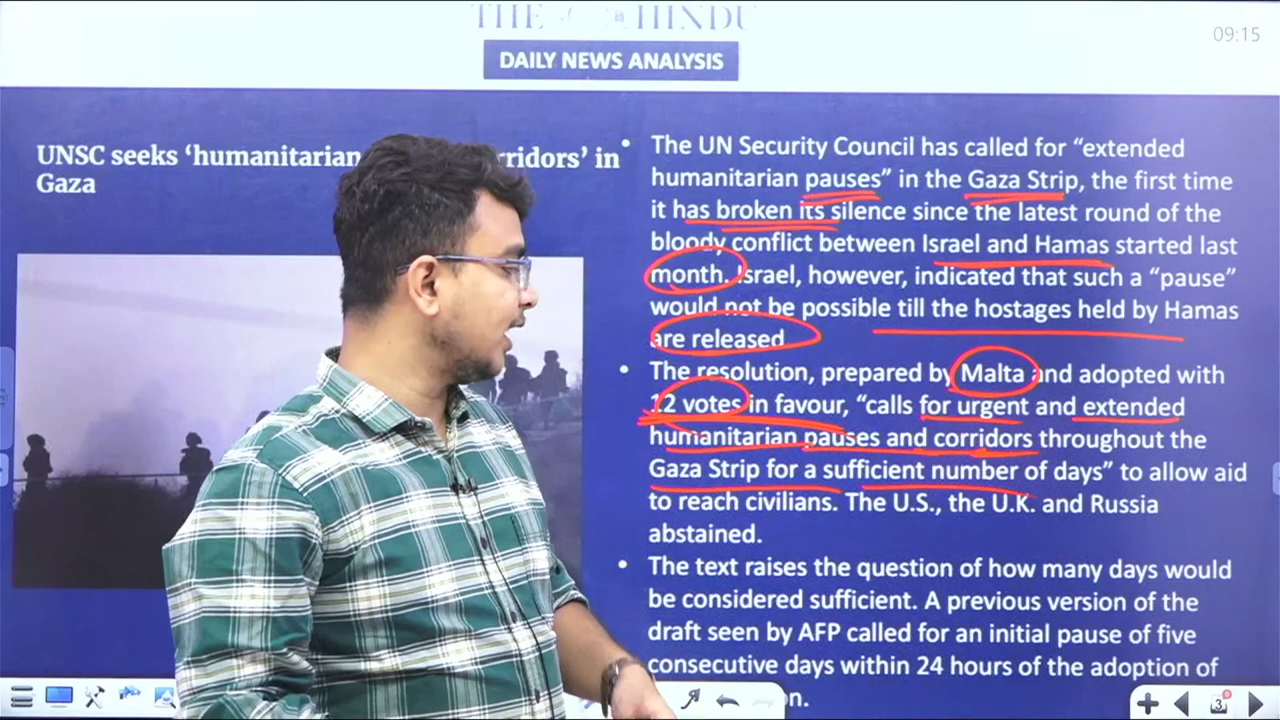 THE HINDU
DAILY NEWS ANALYSIS
09:15
UNSC seeks ‘humanitarian rridors’ in
Gaza
• The UN Security Council has called for “extended
humanitarian pauses” in the Gaza Strip, the first time
it has broken its silence since the latest round of the
bloody conflict between Israel and Hamas started last
month. Israel, however, indicated that such a “pause”
would not be possible till the hostages held by Hamas
are released
• The resolution, prepared by Malta and adopted with
12 votes in favour, “calls for urgent and extended
humanitarian pauses and corridors throughout the
Gaza Strip for a sufficient number of days” to allow aid
to reach civilians. The U.S., the U.K. and Russia
abstained.
• The text raises the question of how many days would
be considered sufficient. A previous version of the
draft seen by AFP called for an initial pause of five
consecutive days within 24 hours of the adoption of
on.
3